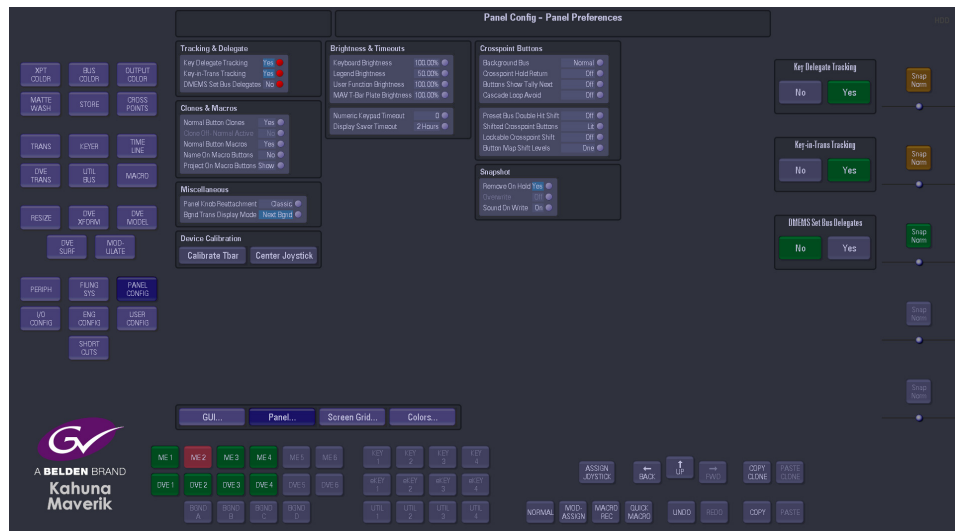 Panel Config - Panel Preferences
HDD
XPT COLOR
BUS COLOR
OUTPUT COLOR
MATTE WASH
STORE
CROSS POINTS
TRANS
KEYER
TIME LINE
DVE TRANS
UTIL BUS
MACRO
RESIZE
DVE XFORM
DVE MODEL
DVE SURF
MOD-ULATE
PERIPH
FILING SYS
PANEL CONFIG
I/O CONFIG
ENG CONFIG
USER CONFIG
SHORT CUTS
Tracking & Delegate
Key Delegate Tracking Yes
Key-in-Trans Tracking Yes
DMEMS Set Bus Delegates No
Clones & Macros
Normal Button Clones Yes
Clone Off-Normal Active No
Normal Button Macros Yes
Name On Macro Buttons No
Project On Macro Buttons Show
Miscellaneous
Panel Knob Reattachment Classic
Bgnd Trans Display Mode Next Bgnd
Device Calibration
Calibrate Tbar
Center Joystick
Brightness & Timeouts
Keyboard Brightness 100.00%
Legend Brightness 50.00%
User Function Brightness 100.00%
MAV T-Bar Plate Brightness 100.00%
Numeric Keypad Timeout 0
Display Saver Timeout 2 Hours
Crosspoint Buttons
Background Bus Normal
Crosspoint Hold Return Off
Buttons Show Tally Next Off
Cascade Loop Avoid Off
Preset Bus Double Hit Shift Off
Shifted Crosspoint Buttons Lit
Lockable Crosspoint Shift Off
Button Map Shift Levels One
Snapshot
Remove On Hold Yes
Overwrite Off
Sound On Write On
Key Delegate Tracking
No
Yes
Snap Norm
Key-in-Trans Tracking
No
Yes
Snap Norm
DMEMS Set Bus Delegates
No
Yes
Snap Norm
Snap Norm
Snap Norm
GUI...
Panel...
Screen Grid...
Colors...
GV
A BELDEN BRAND
Kahuna
Maverik
ME 1
ME 2
ME 3
ME 4
ME 5
ME 6
DVE 1
DVE 2
DVE 3
DVE 4
DVE 5
DVE 6
BGND A
BGND B
BGND C
BGND D
KEY 1
KEY 2
KEY 3
KEY 4
eKEY 1
eKEY 2
eKEY 3
eKEY 4
UTIL 1
UTIL 2
UTIL 3
UTIL 4
ASSIGN JOYSTICK
BACK
UP
FWD
COPY CLONE
PASTE CLONE
NORMAL
MOD-ASSIGN
MACRO REC
QUICK MACRO
UNDO
REDO
COPY
PASTE